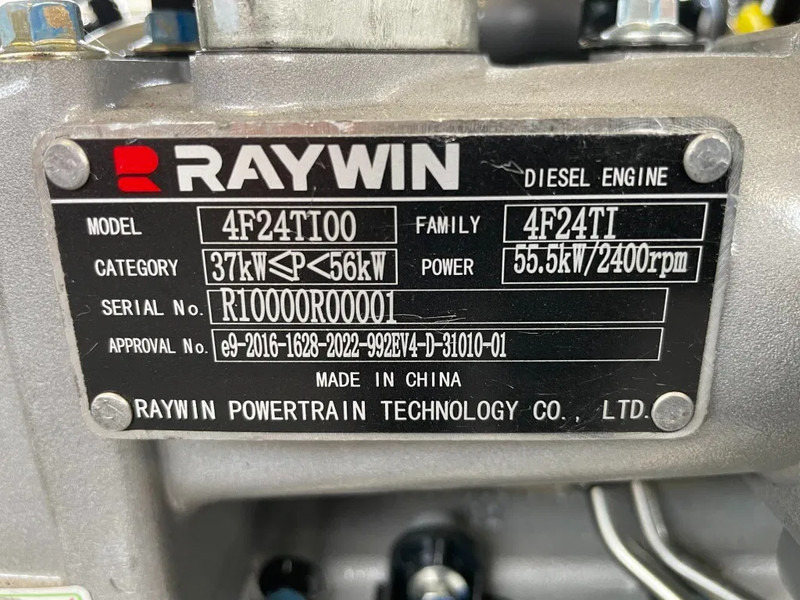 RAYWIN DIESEL ENGINE
MODEL 4F24TI00 FAMILY 4F24TI
CATEGORY 37kW≤P<56kW POWER 55.5kW/2400rpm
SERIAL No. R10000R00001
APPROVAL No. e9-2016-1628-2022-992EV4-D-31010-01
MADE IN CHINA
RAYWIN POWERTRAIN TECHNOLOGY CO., LTD.